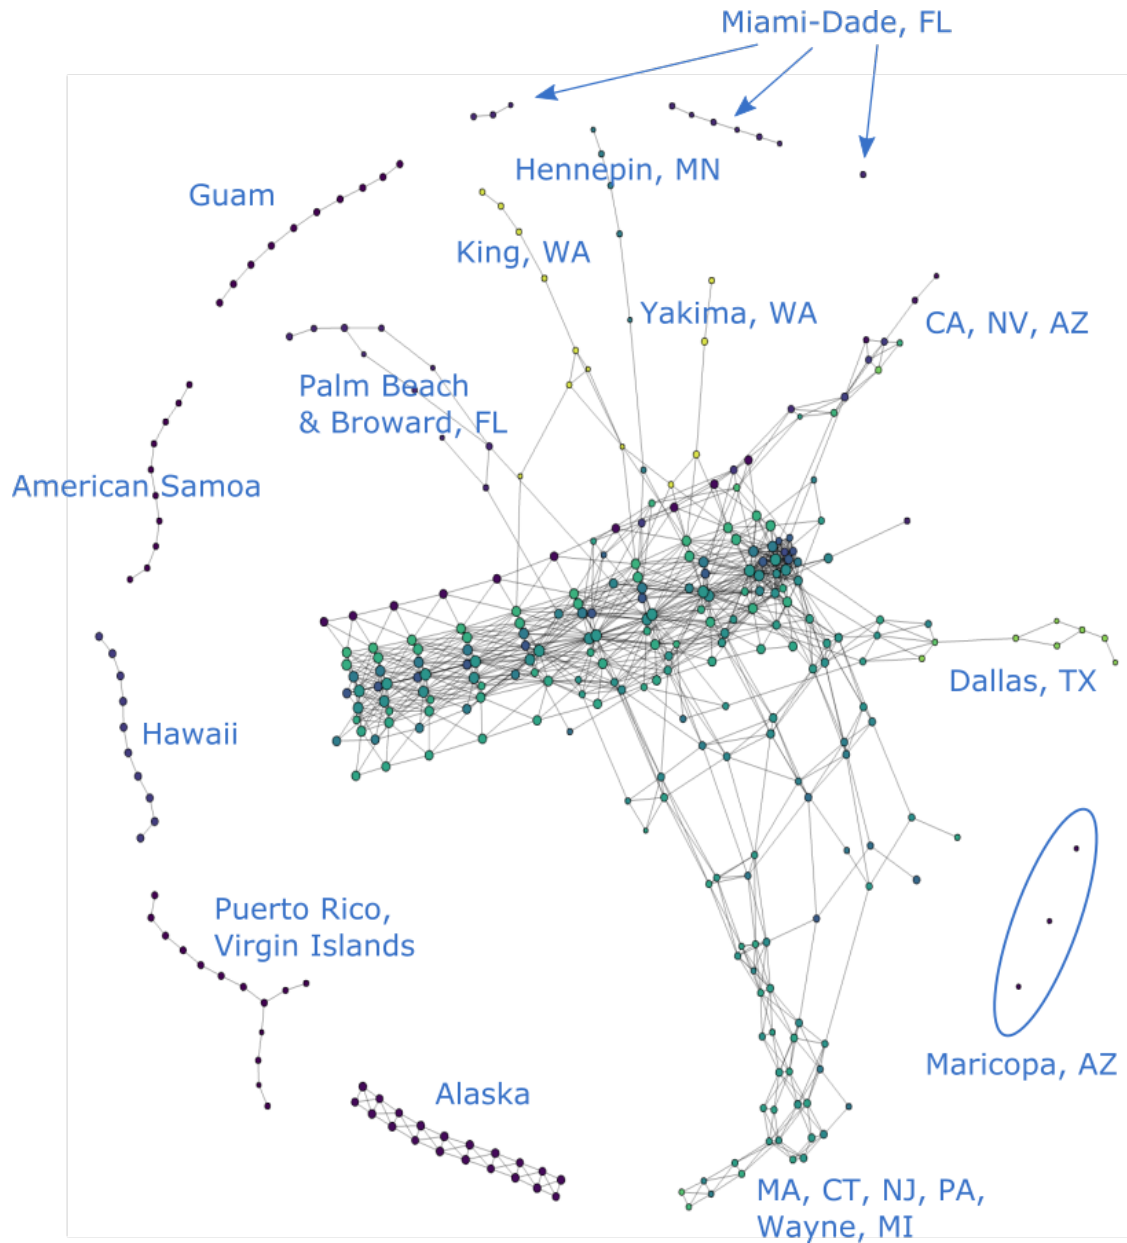 Miami-Dade, FL
Hennepin, MN
Guam
King, WA
Yakima, WA
CA, NV, AZ
Palm Beach
& Broward, FL
American Samoa
Dallas, TX
Hawaii
Puerto Rico,
Virgin Islands
Maricopa, AZ
Alaska
MA, CT, NJ, PA,
Wayne, MI